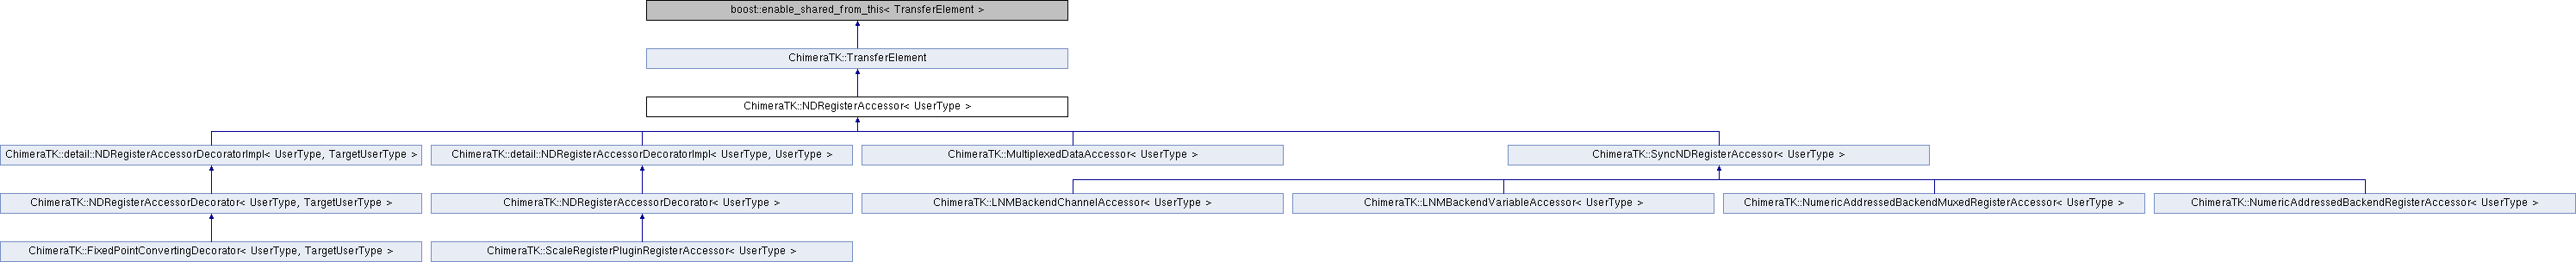 boost::enable_shared_from_this< TransferElement >
ChimeraTK::TransferElement
ChimeraTK::NDRegisterAccessor< UserType >
ChimeraTK::detail::NDRegisterAccessorDecoratorImpl< UserType, TargetUserType >
ChimeraTK::detail::NDRegisterAccessorDecoratorImpl< UserType, UserType >
ChimeraTK::MultiplexedDataAccessor< UserType >
ChimeraTK::SyncNDRegisterAccessor< UserType >
ChimeraTK::NDRegisterAccessorDecorator< UserType, TargetUserType >
ChimeraTK::NDRegisterAccessorDecorator< UserType >
ChimeraTK::LNMBackendChannelAccessor< UserType >
ChimeraTK::LNMBackendVariableAccessor< UserType >
ChimeraTK::NumericAddressedBackendMuxedRegisterAccessor< UserType >
ChimeraTK::NumericAddressedBackendRegisterAccessor< UserType >
ChimeraTK::FixedPointConvertingDecorator< UserType, TargetUserType >
ChimeraTK::ScaleRegisterPluginRegisterAccessor< UserType >